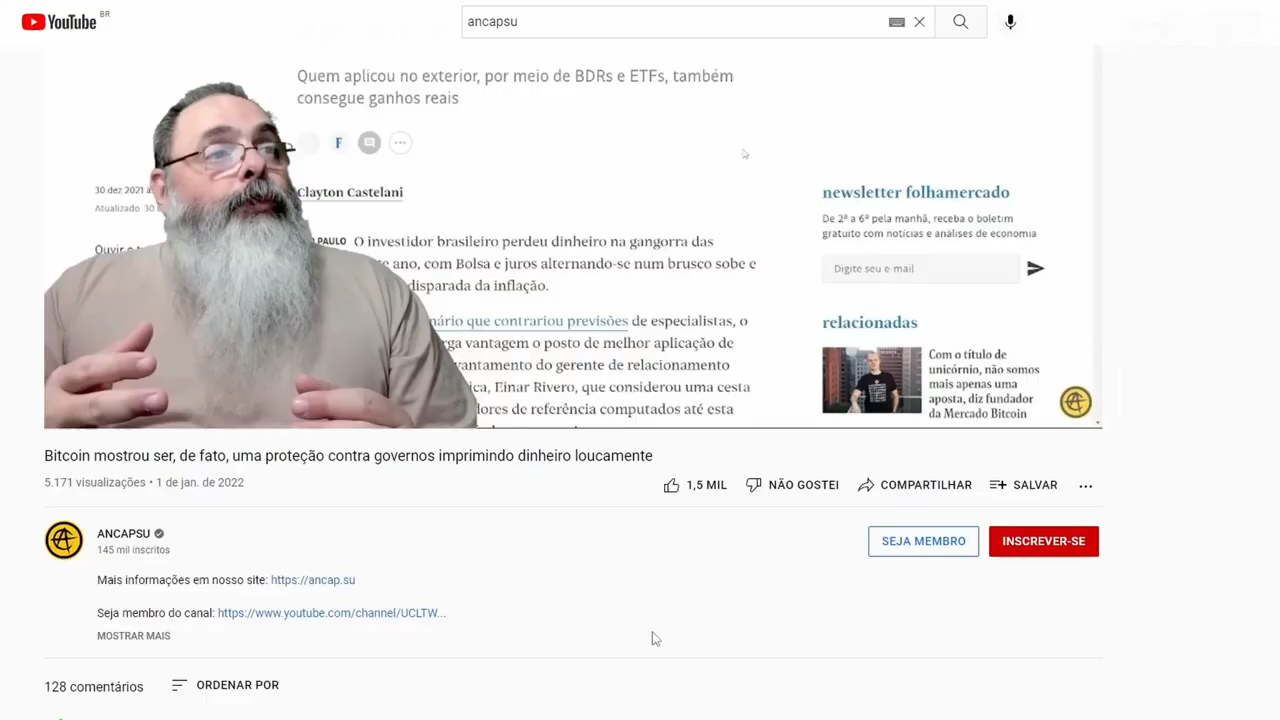 YouTube BR
ancapsu
Quem aplicou no exterior, por meio de BDRs e ETFs, também
consegue ganhos reais
F
30 dez 2021
Clayton Castelani
Atualizado 30
Ouvir o
PAULO O investidor brasileiro perdeu dinheiro na gangorra das
ano, com Bolsa e juros alternando-se num brusco sobe e
disparada da inflação.
que contrariou previsões de especialistas, o
vantagem o posto de melhor aplicação de
do gerente de relacionamento
Einar Rivero, que considerou uma cesta
de referência computados até esta
newsletter folhamercado
De 2ª a 6ª pela manhã, receba o boletim
gratuito com notícias e análises de economia
Digite seu e-mail
relacionadas
Com o título de
unicórnio, não somos
mais apenas uma
aposta, diz fundador
da Mercado Bitcoin
Bitcoin mostrou ser, de fato, uma proteção contra governos imprimindo dinheiro loucamente
5.171 visualizações • 1 de jan. de 2022
1,5 MIL NÃO GOSTEI COMPARTILHAR SALVAR ...
ANCAPSU
145 mil inscritos
SEJA MEMBRO INSCREVER-SE
Mais informações em nosso site: https://ancap.su
Seja membro do canal: https://www.youtube.com/channel/UCLTW...
MOSTRAR MAIS
128 comentários ORDENAR POR